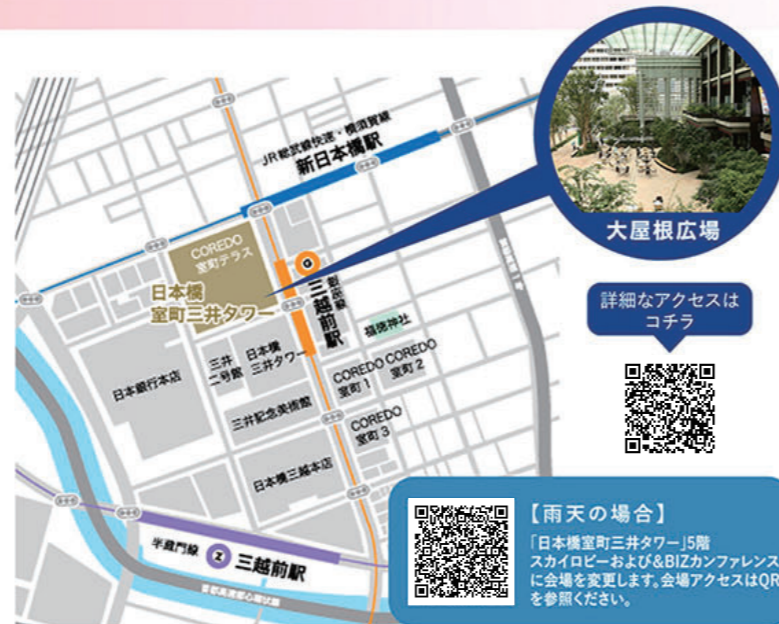 JR総武線快速・横須賀線
新日本橋駅
COREDO
室町テラス
日本橋
室町三井タワー
G
銀座線
三越前駅
福徳神社
日本銀行本店
三井
二号館
日本橋
三井タワー
COREDO
室町 1
COREDO
室町 2
三井記念美術館
COREDO
室町 3
日本橋三越本店
半蔵門線
Z
三越前駅
首都高速都心環状線
大屋根広場
詳細なアクセスは
コチラ
【雨天の場合】
「日本橋室町三井タワー」5階
スカイロビーおよび&BIZカンファレンス
に会場を変更します。会場アクセスはQR
を参照ください。